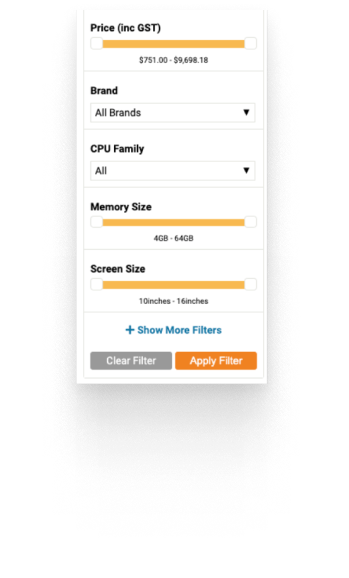 Price (inc GST)
$751.00 - $9,698.18
Brand
All Brands
CPU Family
All
Memory Size
4GB - 64GB
Screen Size
10inches - 16inches
+ Show More Filters
Clear Filter
Apply Filter